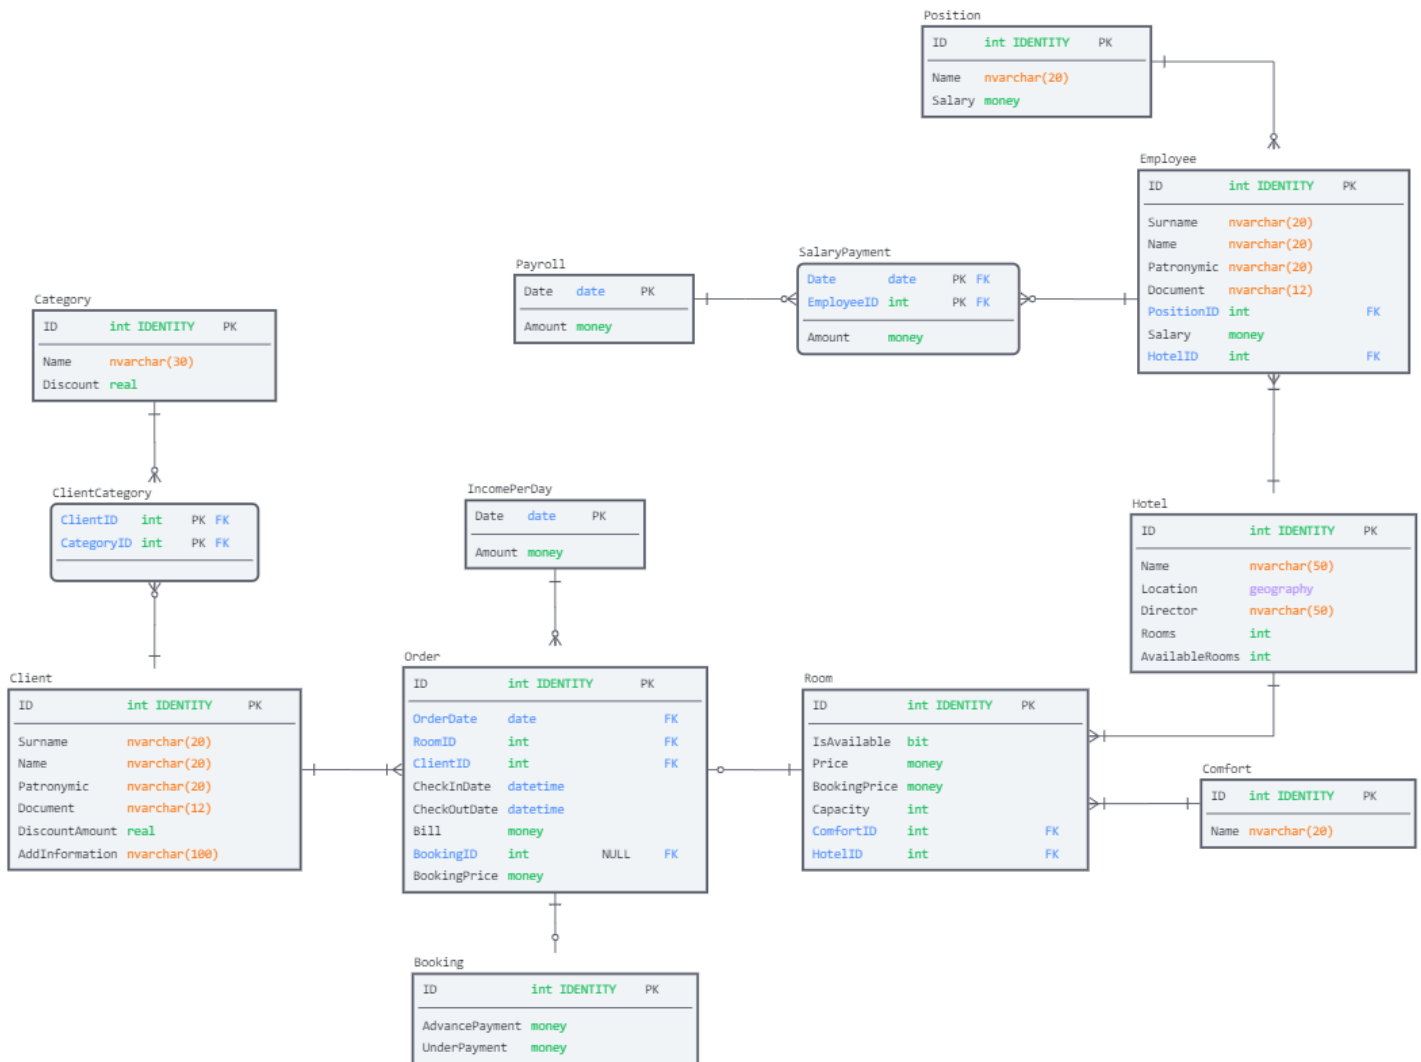 Position
ID int IDENTITY PK
Name nvarchar(20)
Salary money
Employee
ID int IDENTITY PK
Surname nvarchar(20)
Name nvarchar(20)
Patronymic nvarchar(20)
Document nvarchar(12)
PositionID int FK
Salary money
HotelID int FK
SalaryPayment
Date date PK FK
EmployeeID int PK FK
Amount money
Payroll
Date date PK
Amount money
Category
ID int IDENTITY PK
Name nvarchar(30)
Discount real
ClientCategory
ClientID int PK FK
CategoryID int PK FK
IncomePerDay
Date date PK
Amount money
Hotel
ID int IDENTITY PK
Name nvarchar(50)
Location geography
Director nvarchar(50)
Rooms int
AvailableRooms int
Client
ID int IDENTITY PK
Surname nvarchar(20)
Name nvarchar(20)
Patronymic nvarchar(20)
Document nvarchar(12)
DiscountAmount real
AddInformation nvarchar(100)
Order
ID int IDENTITY PK
OrderDate date FK
RoomID int FK
ClientID int FK
CheckInDate datetime
CheckOutDate datetime
Bill money
BookingID int NULL FK
BookingPrice money
Room
ID int IDENTITY PK
IsAvailable bit
Price money
BookingPrice money
Capacity int
ComfortID int FK
HotelID int FK
Comfort
ID int IDENTITY PK
Name nvarchar(20)
Booking
ID int IDENTITY PK
AdvancePayment money
UnderPayment money